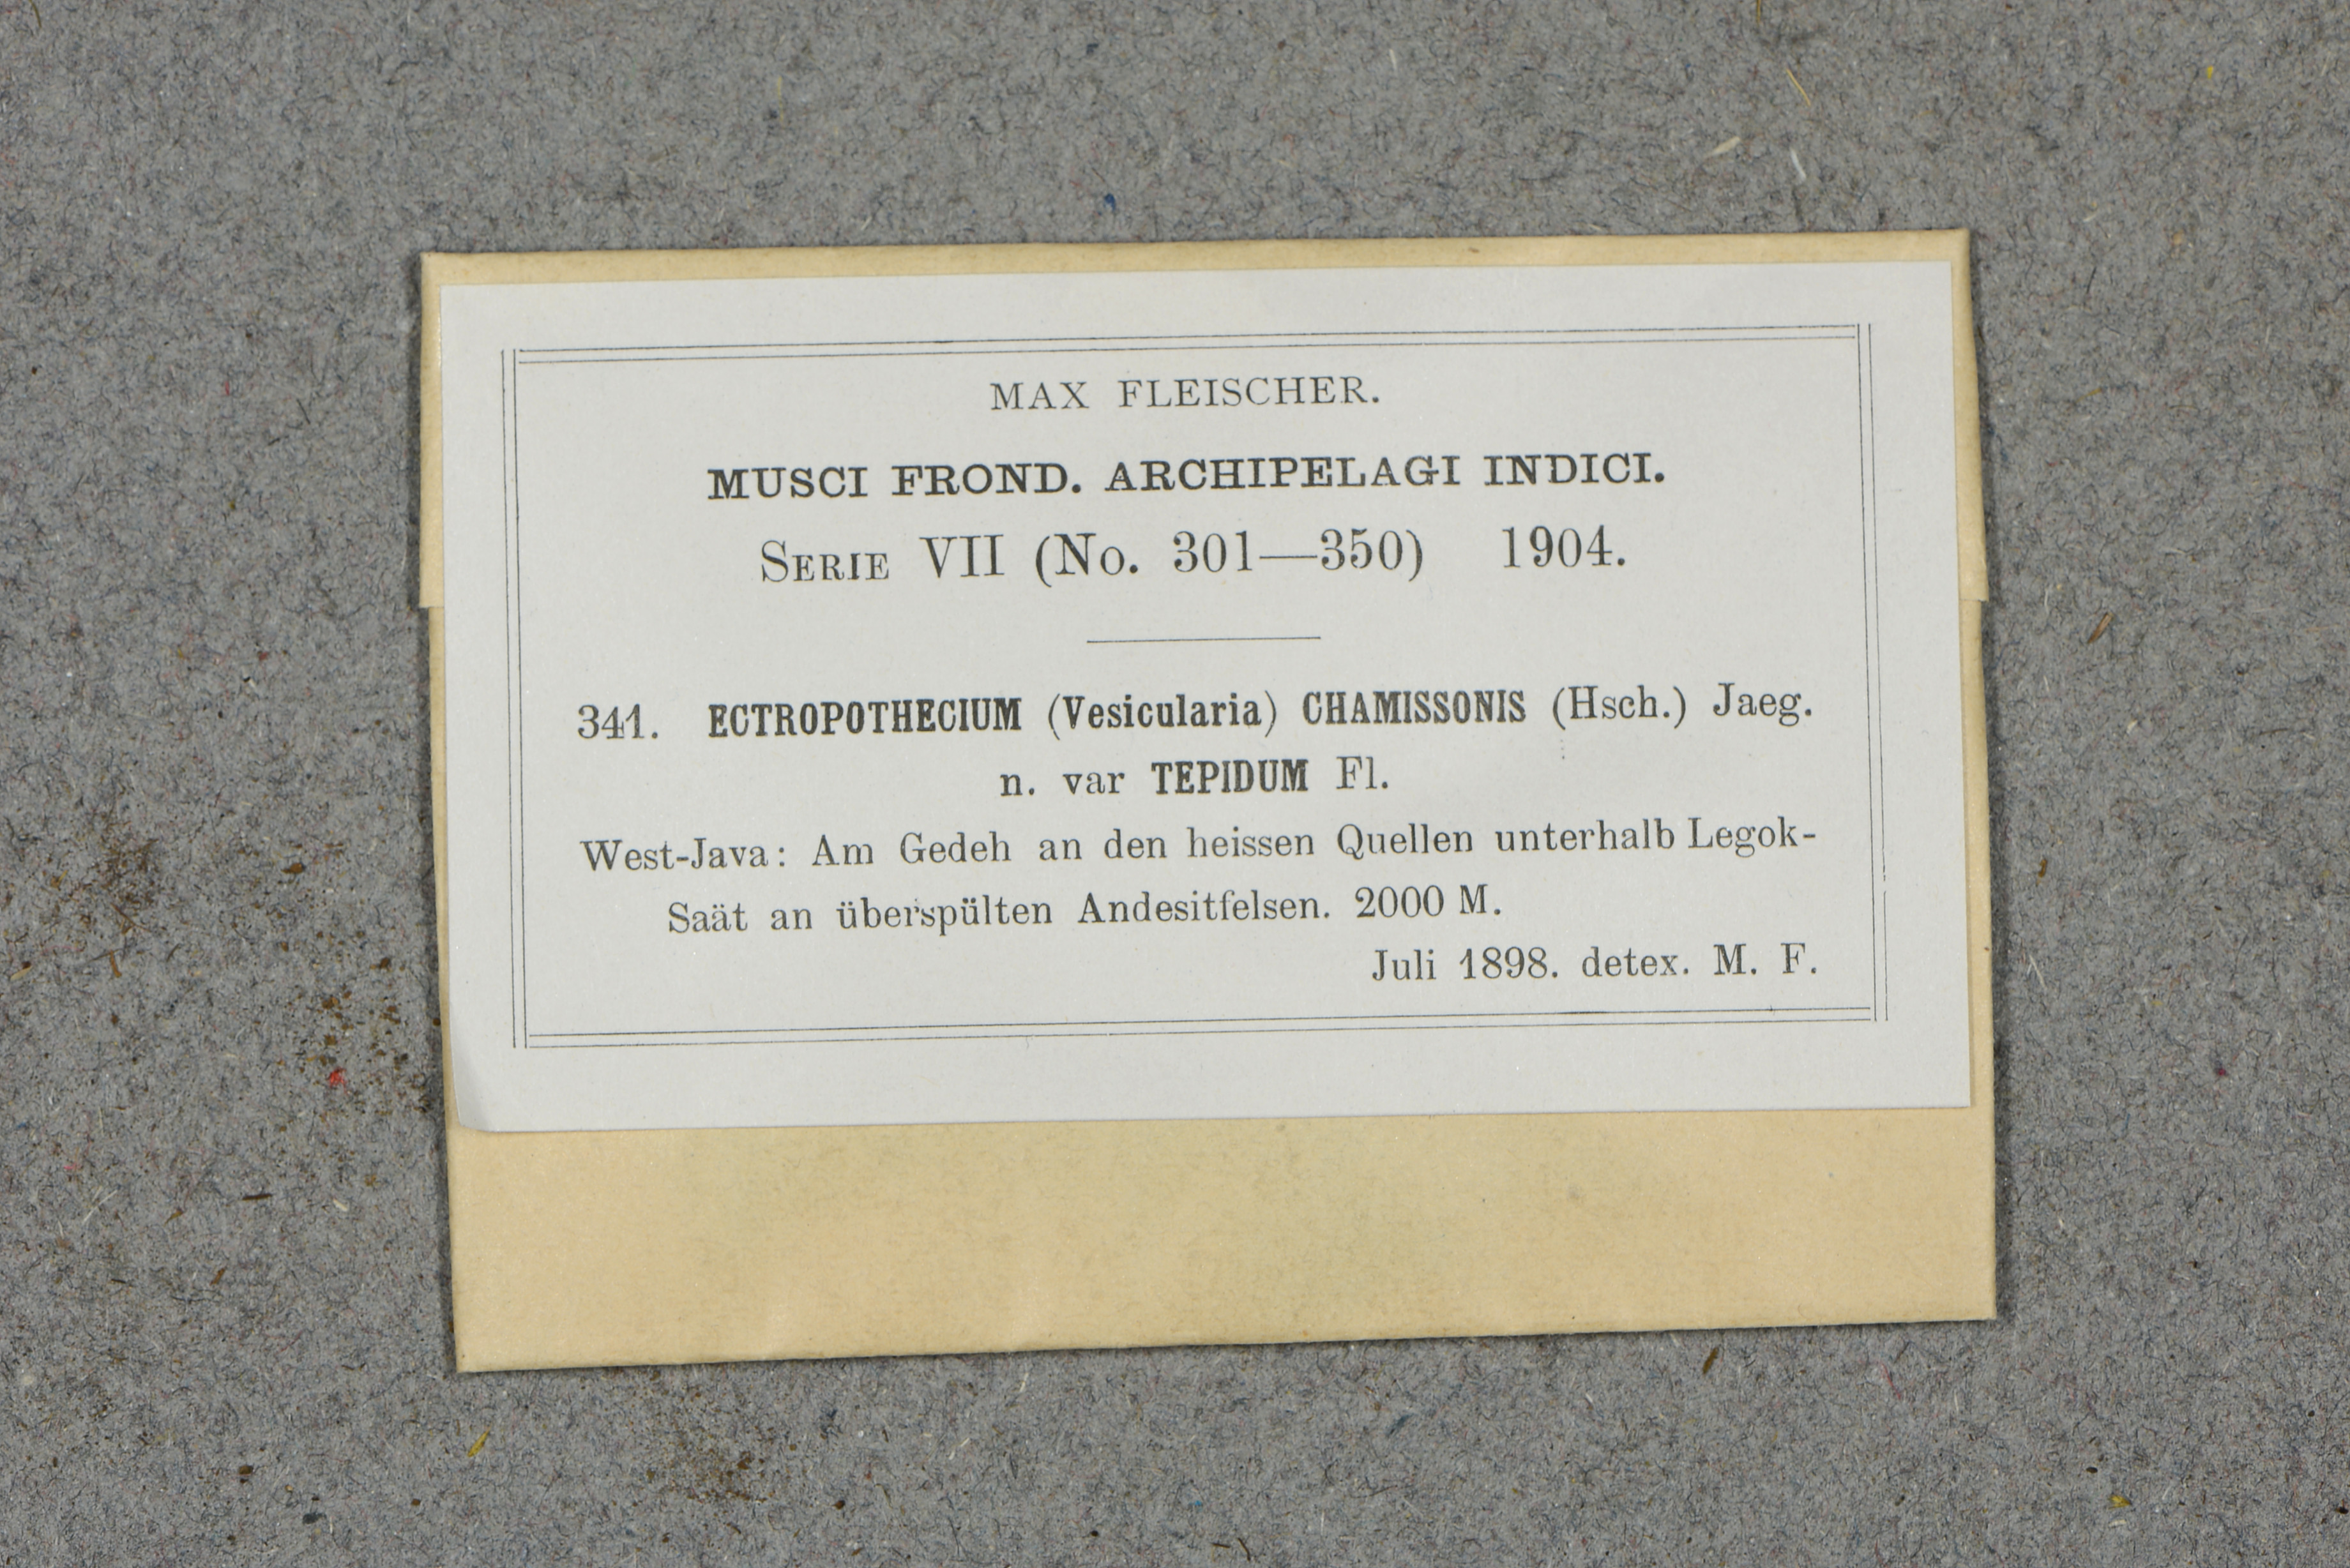 MAX FLEISCHER.
MUSCI FROND. ARCHIPELAGI INDICI.
SERIE VII (No. 301—350) 1904.
341. ECTROPOTHECIUM (Vesicularia) CHAMISSONIS (Hsch.) Jaeg.
n. var TEPIDUM Fl.
West-Java: Am Gedeh an den heissen Quellen unterhalb Legok-
Saät an überspülten Andesitfelsen. 2000 M.
Juli 1898. detex. M. F.